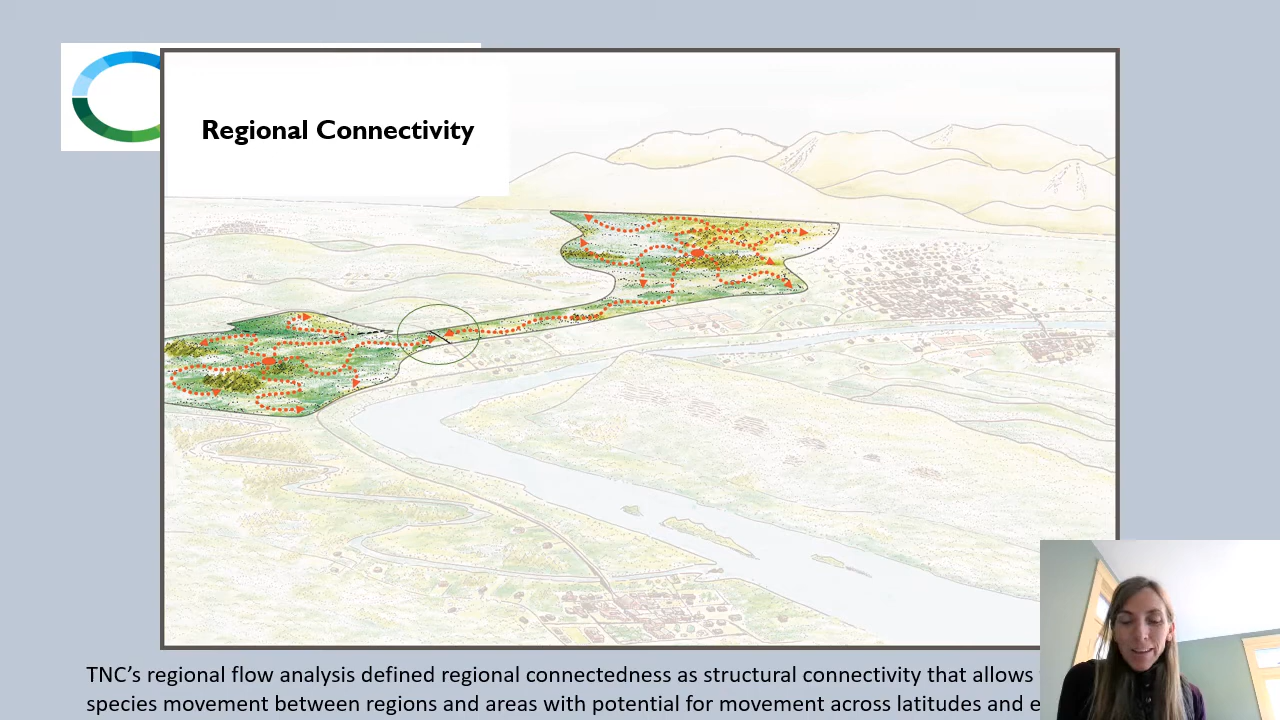 Regional Connectivity
TNC’s regional flow analysis defined regional connectedness as structural connectivity that allows
species movement between regions and areas with potential for movement across latitudes and